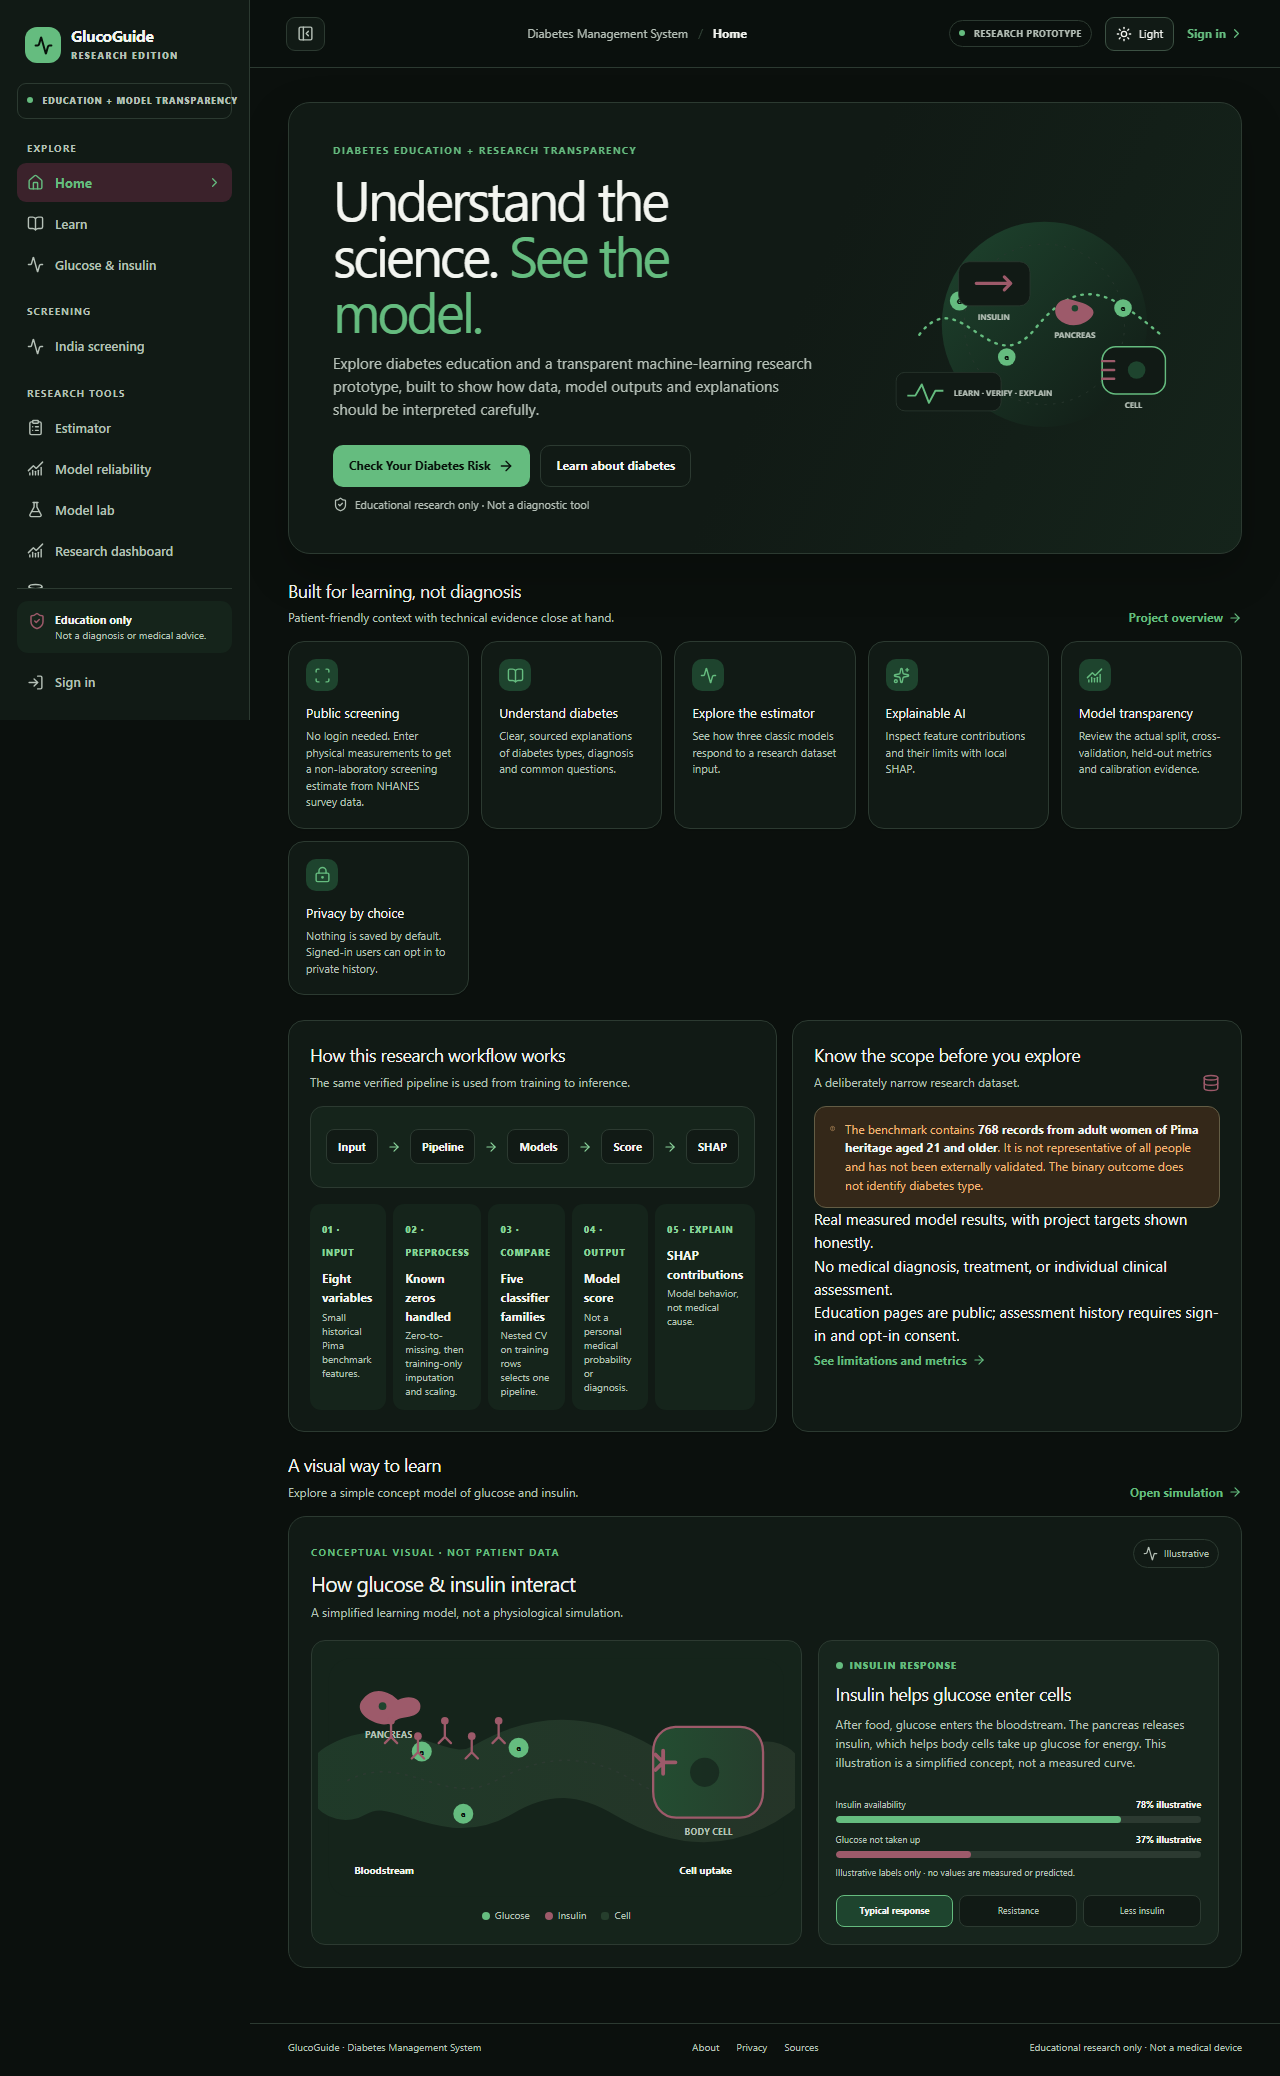 GlucoGuide
RESEARCH EDITION
EDUCATION + MODEL TRANSPARENCY
EXPLORE
Home
Learn
Glucose & insulin
SCREENING
India screening
RESEARCH TOOLS
Estimator
Model reliability
Model lab
Research dashboard
Education only
Not a diagnosis or medical advice.
Sign in
Diabetes Management System / Home
RESEARCH PROTOTYPE
Light
Sign in
DIABETES EDUCATION + RESEARCH TRANSPARENCY
Understand the
science. See the
model.
Explore diabetes education and a transparent machine-learning research
prototype, built to show how data, model outputs and explanations
should be interpreted carefully.
Check Your Diabetes Risk
Learn about diabetes
Educational research only · Not a diagnostic tool
INSULIN
PANCREAS
G
G
LEARN · VERIFY · EXPLAIN
CELL
Built for learning, not diagnosis
Patient-friendly context with technical evidence close at hand.
Project overview
Public screening
No login needed. Enter
physical measurements to get
a non-laboratory screening
estimate from NHANES
survey data.
Understand diabetes
Clear, sourced explanations
of diabetes types, diagnosis
and common questions.
Explore the estimator
See how three classic models
respond to a research dataset
input.
Explainable AI
Inspect feature contributions
and their limits with local
SHAP.
Model transparency
Review the actual split, cross-
validation, held-out metrics
and calibration evidence.
Privacy by choice
Nothing is saved by default.
Signed-in users can opt in to
private history.
How this research workflow works
The same verified pipeline is used from training to inference.
Input
Pipeline
Models
Score
SHAP
01 ·
INPUT
Eight
variables
Small
historical
Pima
benchmark
features.
02 ·
PREPROCESS
Known
zeros
handled
Zero-to-
missing, then
training-only
imputation
and scaling.
03 ·
COMPARE
Five
classifier
families
Nested CV
on training
rows
selects one
pipeline.
04 ·
OUTPUT
Model
score
Not a
personal
medical
probability
or
diagnosis.
05 · EXPLAIN
SHAP
contributions
Model behavior,
not medical
cause.
Know the scope before you explore
A deliberately narrow research dataset.
The benchmark contains 768 records from adult women of Pima
heritage aged 21 and older. It is not representative of all people
and has not been externally validated. The binary outcome does
not identify diabetes type.
Real measured model results, with project targets shown
honestly.
No medical diagnosis, treatment, or individual clinical
assessment.
Education pages are public; assessment history requires sign-
in and opt-in consent.
See limitations and metrics
A visual way to learn
Explore a simple concept model of glucose and insulin.
Open simulation
CONCEPTUAL VISUAL · NOT PATIENT DATA
Illustrative
How glucose & insulin interact
A simplified learning model, not a physiological simulation.
PANCREAS
G
G
G
BODY CELL
Bloodstream
Cell uptake
Glucose
Insulin
Cell
INSULIN RESPONSE
Insulin helps glucose enter cells
After food, glucose enters the bloodstream. The pancreas releases
insulin, which helps body cells take up glucose for energy. This
illustration is a simplified concept, not a measured curve.
Insulin availability
78% illustrative
Glucose not taken up
37% illustrative
Illustrative labels only · no values are measured or predicted.
Typical response
Resistance
Less insulin
GlucoGuide · Diabetes Management System
About
Privacy
Sources
Educational research only · Not a medical device